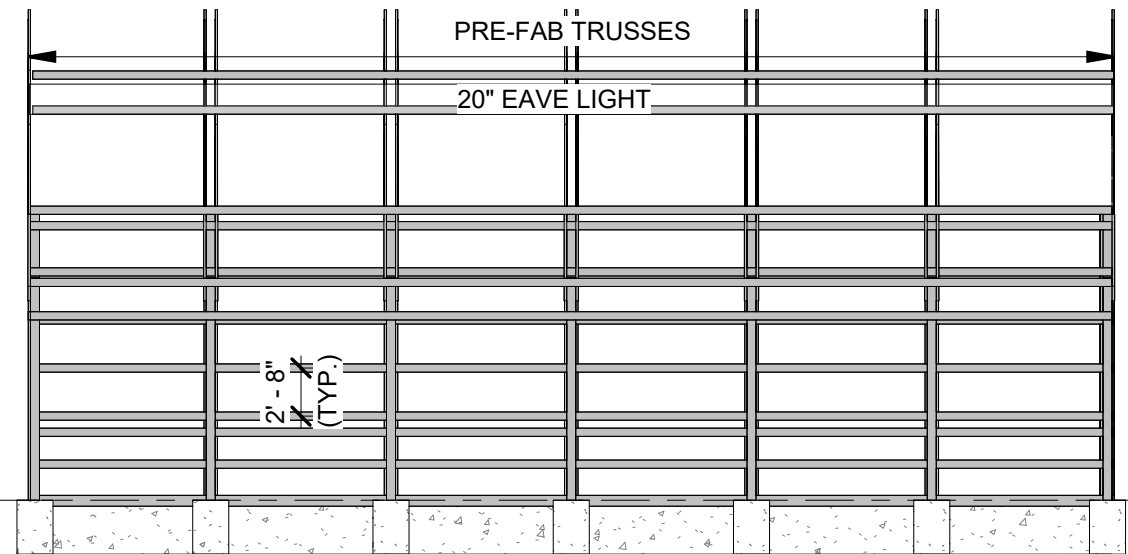 PRE-FAB TRUSSES
20" EAVE LIGHT
2' - 8"
(TYP.)